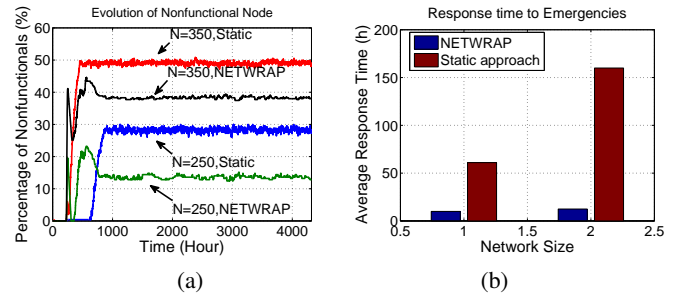 Evolution of Nonfunctional Node
Percentage of Nonfunctionals (%)
60
50
40
30
20
10
0
N=350,Static
N=350,NETWRAP
N=250,Static
N=250,NETWRAP
0 1000 2000 3000 4000
Time (Hour)
(a)
Response time to Emergencies
Average Response Time (h)
200
150
100
50
0
NETWRAP
Static approach
0.5 1 1.5 2 2.5
Network Size
(b)